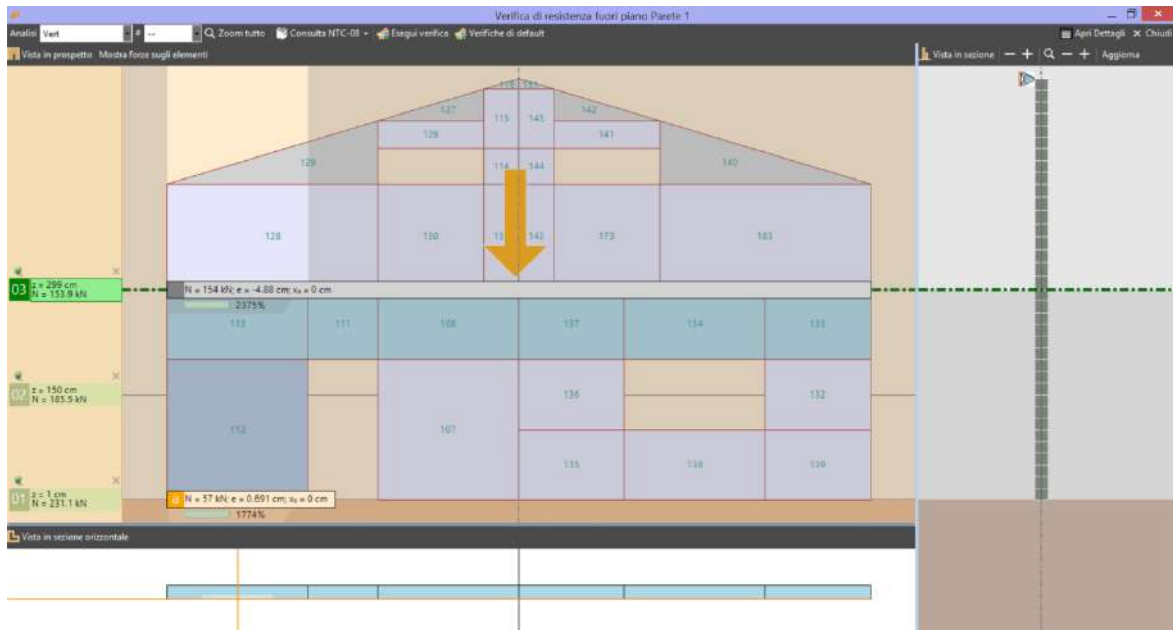 Verifica di resistenza fuori piano Parete 1
Analisi Vert # -- Zoom tutto Consulta NTC-08 Esegui verifica Verifiche di default Apri Dettagli Chiudi
Vista in prospetto Mostra forze sugli elementi
Vista in sezione Aggiorna
127 142
115 145
126 141
129 114 144 140
128 130 143 173 183
03 z = 299 cm
N = 153.9 kN
N = 154 kN; e = -4.88 cm; x₀ = 0 cm
2375%
113 111 108 137 134 133
02 z = 150 cm
N = 185.5 kN
136 132
112 107
135 138 139
01 z = 1 cm
N = 231.1 kN
a N = 57 kN; e = 0.691 cm; x₀ = 0 cm
1774%
Vista in sezione orizzontale